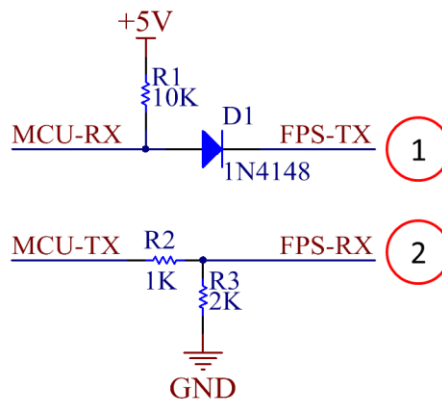 +5V
R1
10K
D1
MCU-RX
FPS-TX
1
1N4148
MCU-TX
R2
FPS-RX
2
1K
R3
2K
GND